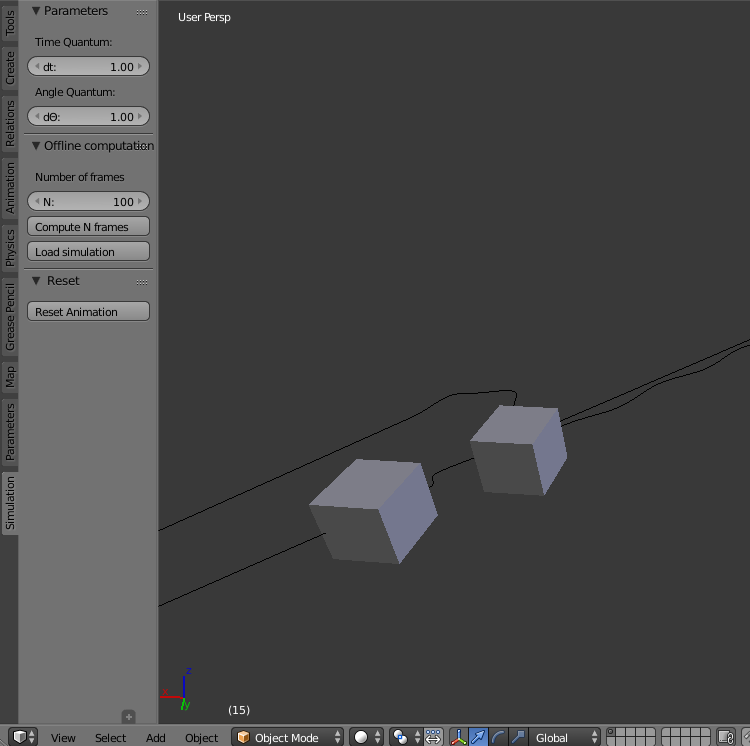 Tools
Create
Relations
Animation
Physics
Grease Pencil
Map
Parameters
Simulation
Parameters
Time Quantum:
dt: 1.00
Angle Quantum:
dΘ: 1.00
Offline computation
Number of frames
N: 100
Compute N frames
Load simulation
Reset
Reset Animation
User Persp
x
z
y
(15)
View Select Add Object Object Mode Global